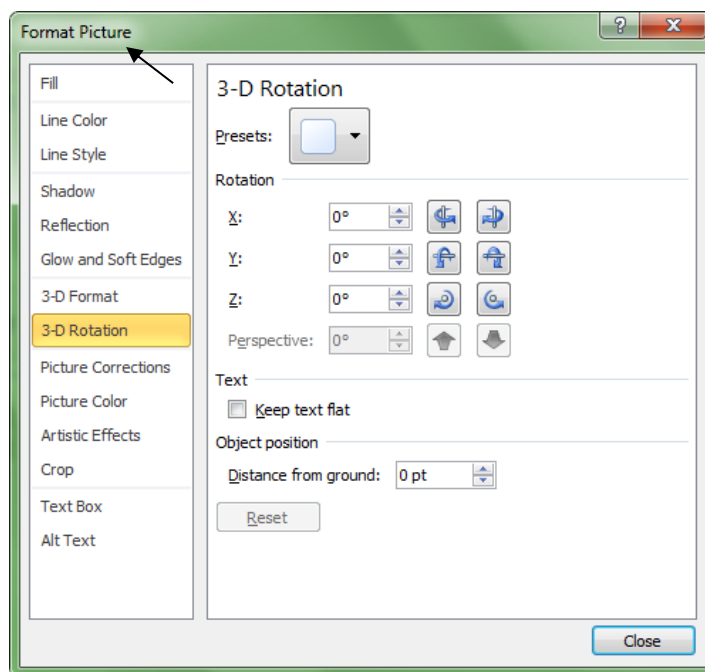 Format Picture
?
X
Fill
Line Color
Line Style
Shadow
Reflection
Glow and Soft Edges
3-D Format
3-D Rotation
Picture Corrections
Picture Color
Artistic Effects
Crop
Text Box
Alt Text
3-D Rotation
Presets:
Rotation
X: 0°
Y: 0°
Z: 0°
Perspective: 0°
Text
Keep text flat
Object position
Distance from ground: 0 pt
Reset
Close